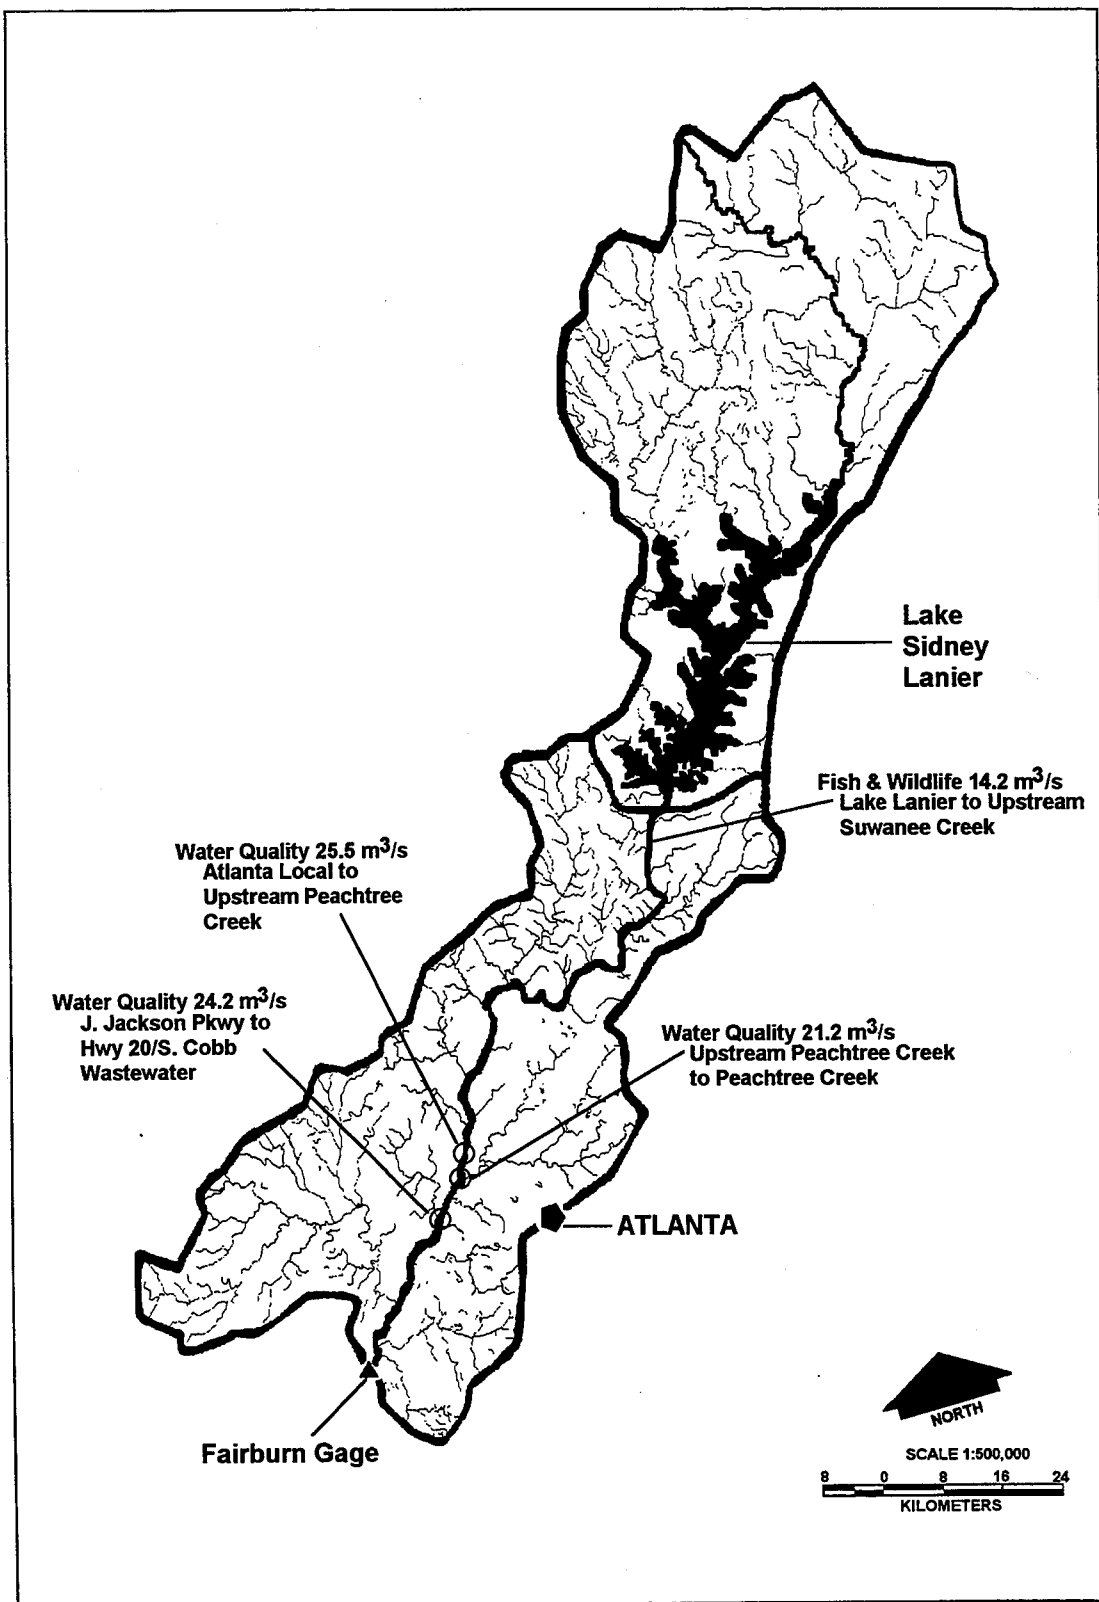 Lake
Sidney
Lanier
Fish & Wildlife 14.2 m³/s
Lake Lanier to Upstream
Suwanee Creek
Water Quality 25.5 m³/s
Atlanta Local to
Upstream Peachtree
Creek
Water Quality 24.2 m³/s
J. Jackson Pkwy to
Hwy 20/S. Cobb
Wastewater
Water Quality 21.2 m³/s
Upstream Peachtree Creek
to Peachtree Creek
ATLANTA
Fairburn Gage
NORTH
SCALE 1:500,000
8 0 8 16 24
KILOMETERS